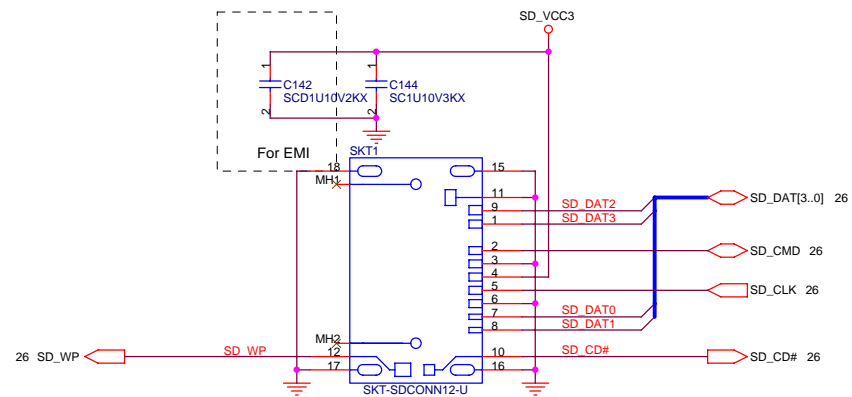 SD_VCC3
1
1
C142
C144
SCD1U10V2KX
SC1U10V3KX
2
2
For EMI
SKT1
18
15
MH1
11
9
SD_DAT2
SD_DAT[3..0] 26
1
SD_DAT3
2
SD_CMD 26
3
4
5
SD_CLK 26
6
7
SD_DAT0
8
SD_DAT1
MH2
26 SD_WP
SD_WP
12
10
SD_CD#
SD_CD# 26
17
16
SKT-SDCONN12-U